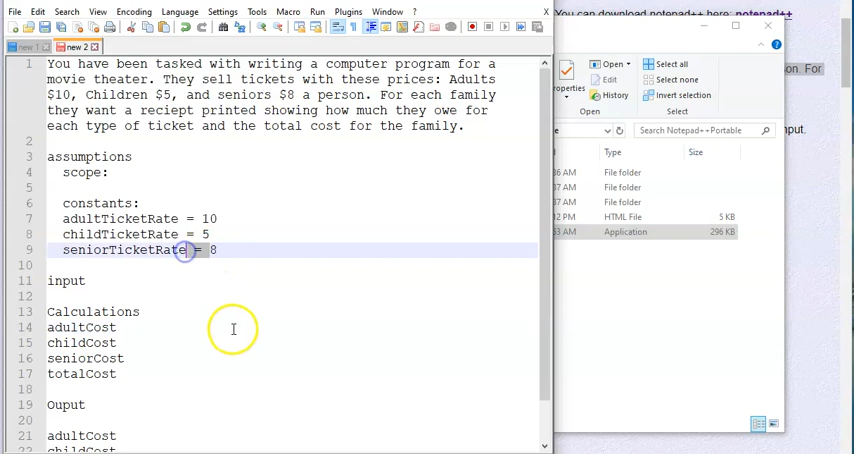 You can download notepad++ here: notepad++
File Edit Search View Encoding Language Settings Tools Macro Run Plugins Window ?
new 1 new 2
1 You have been tasked with writing a computer program for a
movie theater. They sell tickets with these prices: Adults
$10, Children $5, and seniors $8 a person. For each family
they want a reciept printed showing how much they owe for
each type of ticket and the total cost for the family.
2
3 assumptions
4 scope:
5
6 constants:
7 adultTicketRate = 10
8 childTicketRate = 5
9 seniorTicketRate = 8
10
11 input
12
13 Calculations
14 adultCost
15 childCost
16 seniorCost
17 totalCost
18
19 Ouput
20
21 adultCost
22 childCost
Open
Edit
History
Open
Select all
Select none
Invert selection
Select
Search Notepad++Portable
Type Size
File folder
File folder
File folder
HTML File 5 KB
Application 296 KB
son. For
nput.